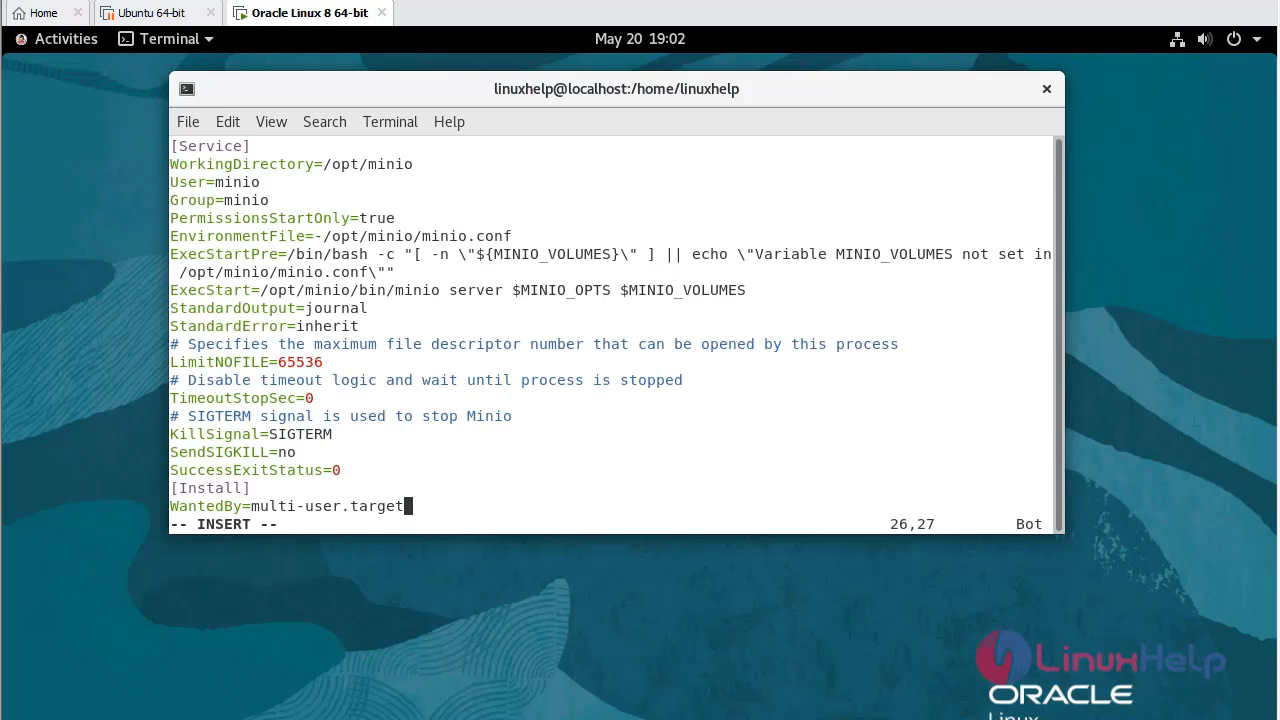 Home
Ubuntu 64-bit
Oracle Linux 8 64-bit
Activities
Terminal
May 20 19:02
linuxhelp@localhost:/home/linuxhelp
File Edit View Search Terminal Help
[Service]
WorkingDirectory=/opt/minio
User=minio
Group=minio
PermissionsStartOnly=true
EnvironmentFile=-/opt/minio/minio.conf
ExecStartPre=/bin/bash -c "[ -n \"${MINIO_VOLUMES}\" ] || echo \"Variable MINIO_VOLUMES not set in
/opt/minio/minio.conf\""
ExecStart=/opt/minio/bin/minio server $MINIO_OPTS $MINIO_VOLUMES
StandardOutput=journal
StandardError=inherit
# Specifies the maximum file descriptor number that can be opened by this process
LimitNOFILE=65536
# Disable timeout logic and wait until process is stopped
TimeoutStopSec=0
# SIGTERM signal is used to stop Minio
KillSignal=SIGTERM
SendSIGKILL=no
SuccessExitStatus=0
[Install]
WantedBy=multi-user.target
-- INSERT -- 26,27 Bot
LinuxHelp
ORACLE
Linux